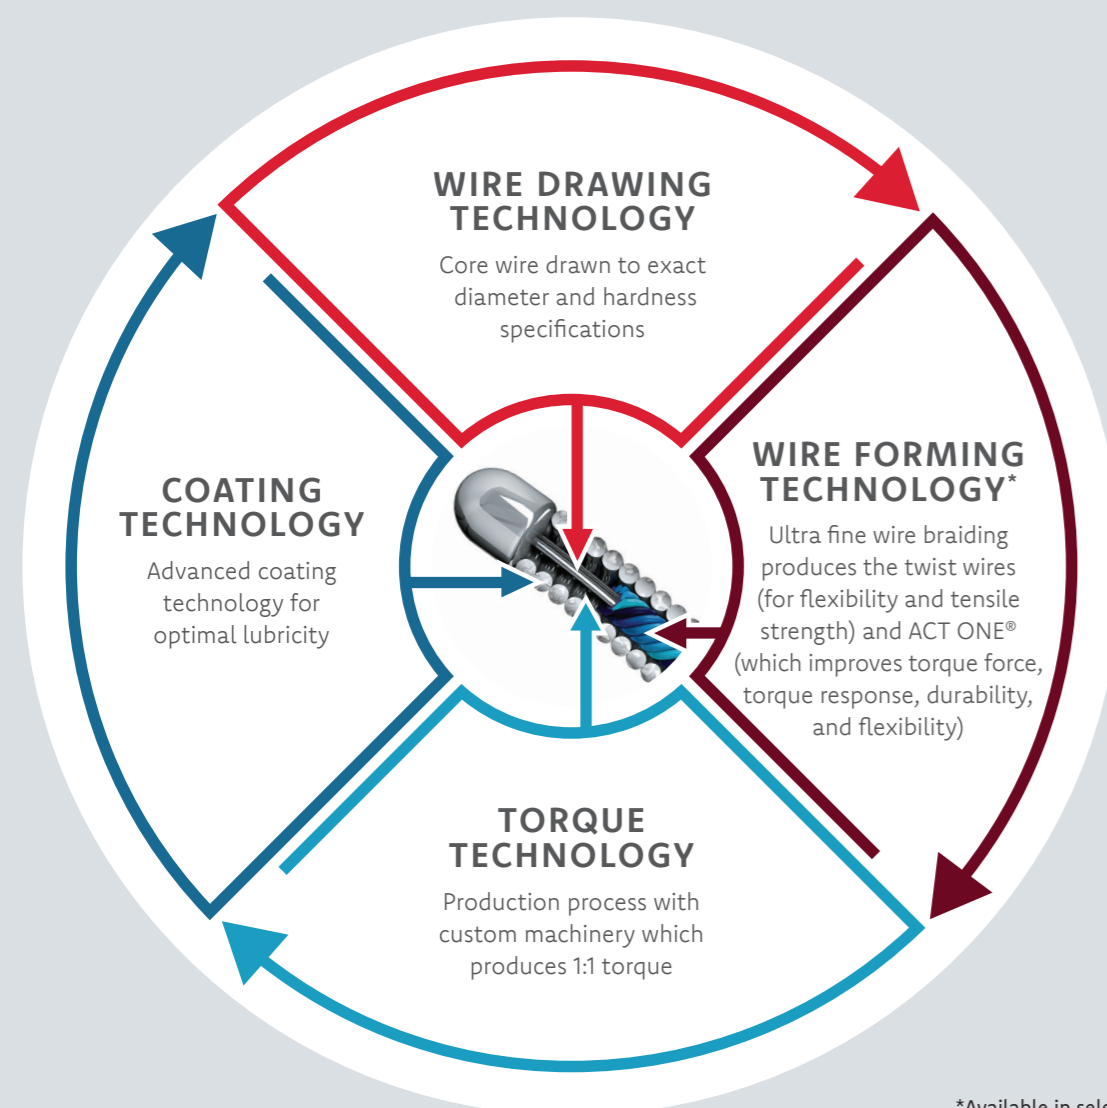 WIRE DRAWING
TECHNOLOGY
Core wire drawn to exact
diameter and hardness
specifications
WIRE FORMING
TECHNOLOGY*
Ultra fine wire braiding
produces the twist wires
(for flexibility and tensile
strength) and ACT ONE®
(which improves torque force,
torque response, durability,
and flexibility)
TORQUE
TECHNOLOGY
Production process with
custom machinery which
produces 1:1 torque
COATING
TECHNOLOGY
Advanced coating
technology for
optimal lubricity
*Available in